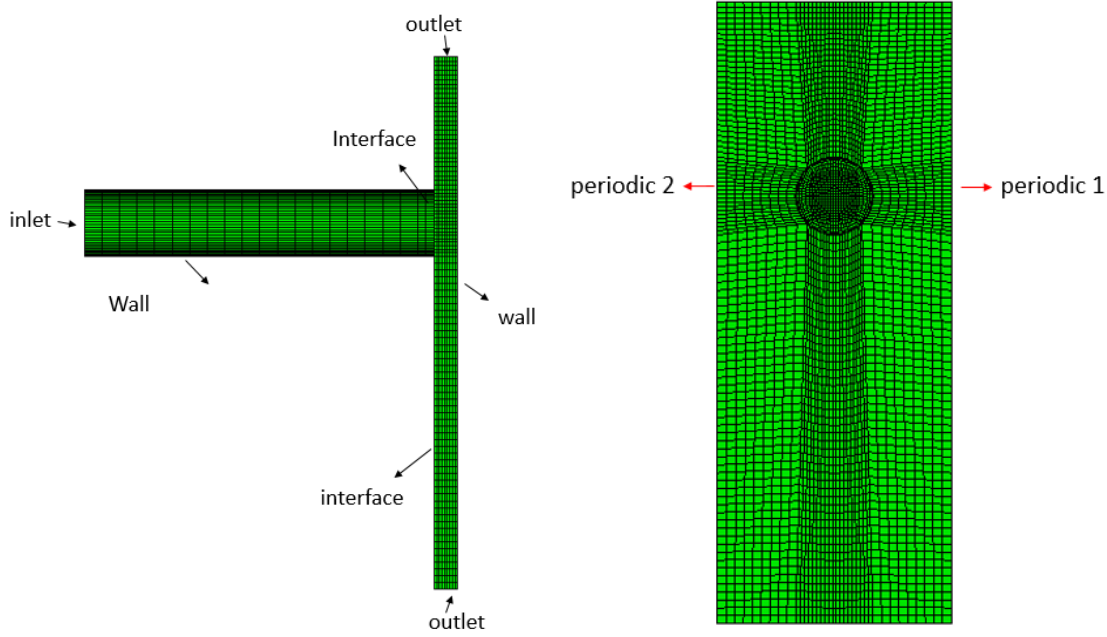 outlet
Interface
inlet
Wall
wall
interface
outlet
periodic 2
periodic 1